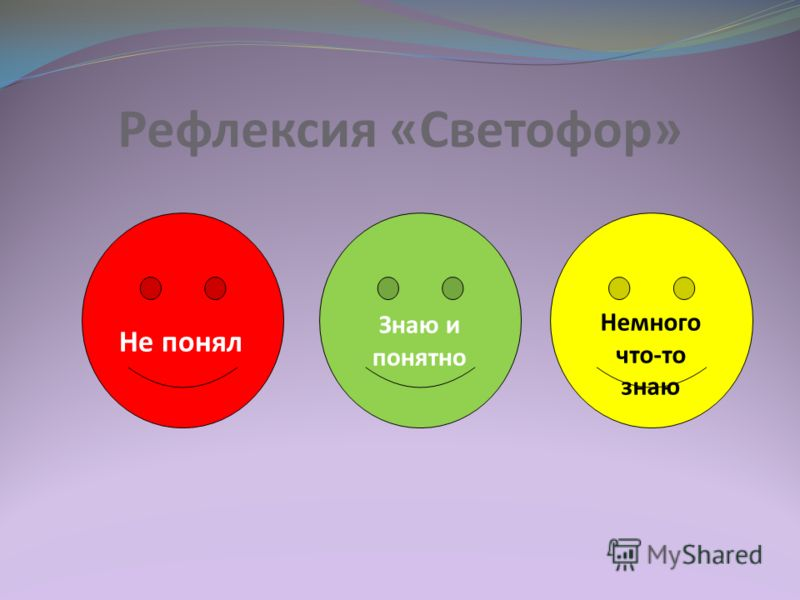 Рефлексия «Светофор»
Не понял
Знаю и
понятно
Немного
что-то
знаю
MyShared